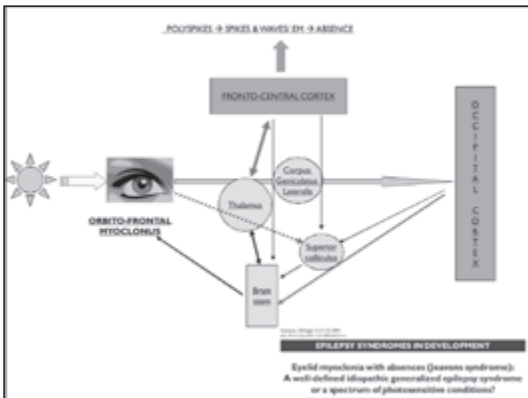 POLYSPIKES → SPIKES & WAVES/ EM → ABSENCE
FRONTO-CENTRAL CORTEX
OCCIPITAL CORTEX
Corpus
Geniculatus
Lateralis
Thalamus
ORBITO-FRONTAL
MYOCLONUS
Superior
colliculus
Brain
stem
EPILEPSY SYNDROMES IN DEVELOPMENT
Eyelid myoclonia with absences (Jeavons syndrome):
A well-defined idiopathic generalized epilepsy syndrome
or a spectrum of photosensitive conditions?